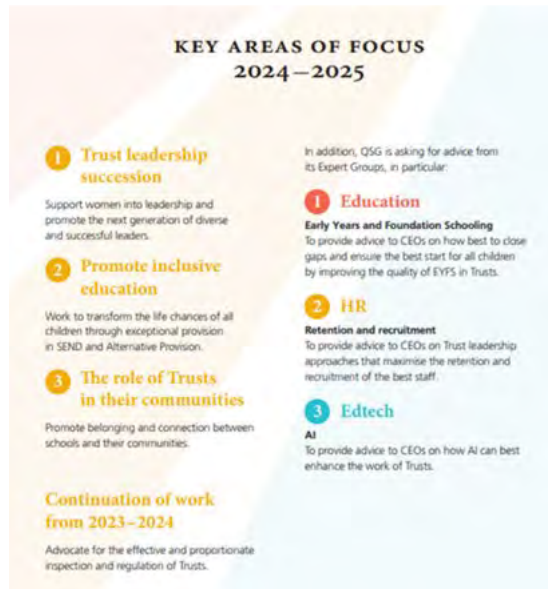 KEY AREAS OF FOCUS
2024–2025
1 Trust leadership
succession
Support women into leadership and
promote the next generation of diverse
and successful leaders.
2 Promote inclusive
education
Work to transform the life chances of all
children through exceptional provision
in SEND and Alternative Provision.
3 The role of Trusts
in their communities
Promote belonging and connection between
schools and their communities.
Continuation of work
from 2023–2024
Advocate for the effective and proportionate
inspection and regulation of Trusts.
In addition, QSG is asking for advice from
its Expert Groups, in particular:
1 Education
Early Years and Foundation Schooling
To provide advice to CEOs on how best to close
gaps and ensure the best start for all children
by improving the quality of EYFS in Trusts.
2 HR
Retention and recruitment
To provide advice to CEOs on Trust leadership
approaches that maximise the retention and
recruitment of the best staff.
3 Edtech
AI
To provide advice to CEOs on how AI can best
enhance the work of Trusts.